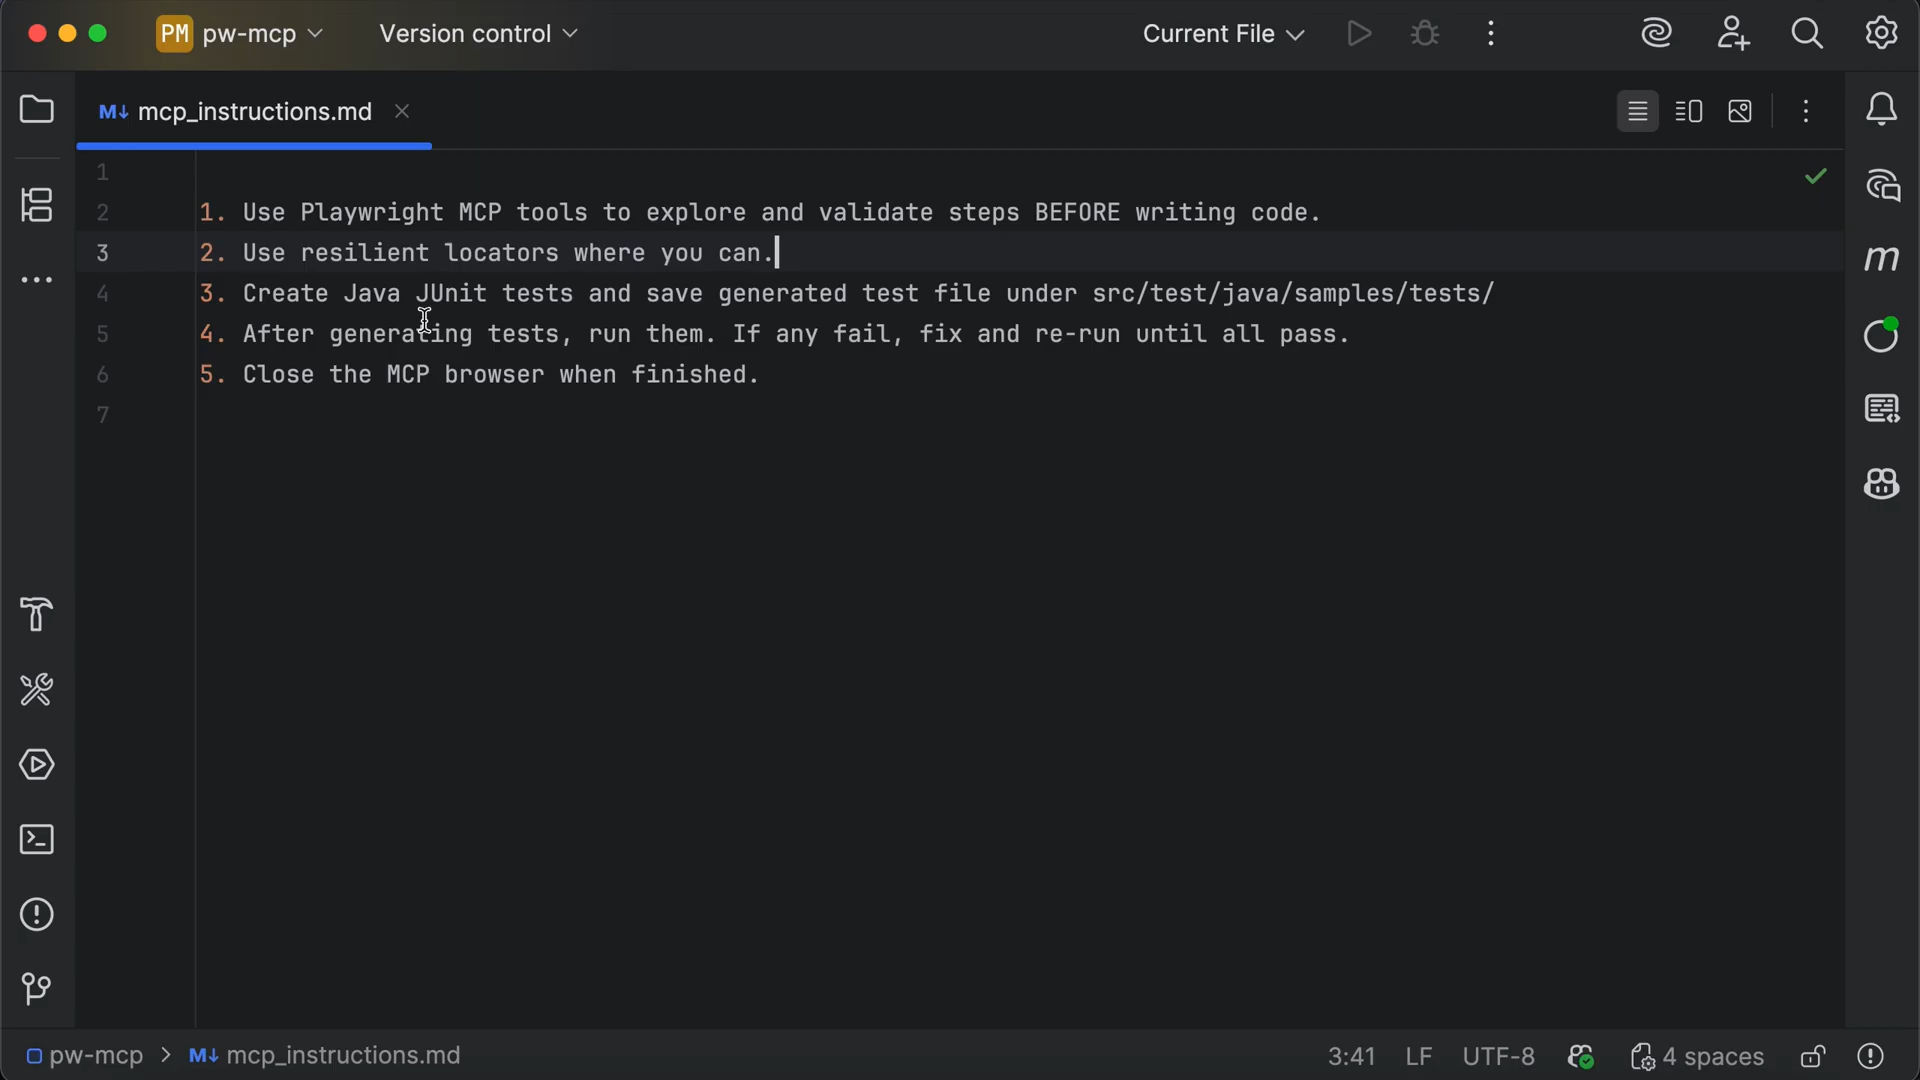 PM pw-mcp Version control Current File
M↓ mcp_instructions.md
1
2 1. Use Playwright MCP tools to explore and validate steps BEFORE writing code.
3 2. Use resilient locators where you can.
4 3. Create Java JUnit tests and save generated test file under src/test/java/samples/tests/
5 4. After generating tests, run them. If any fail, fix and re-run until all pass.
6 5. Close the MCP browser when finished.
7
m
pw-mcp > M↓ mcp_instructions.md 3:41 LF UTF-8 4 spaces